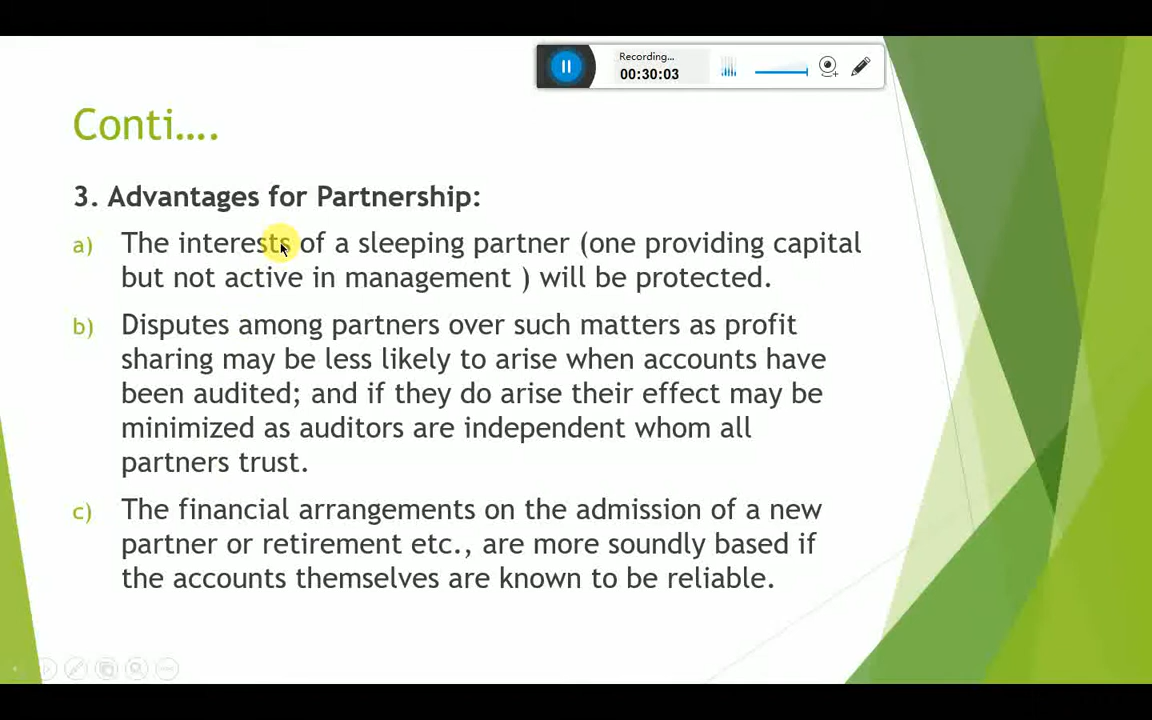 Recording...
00:30:03
Conti....
3. Advantages for Partnership:
a) The interests of a sleeping partner (one providing capital
but not active in management ) will be protected.
b) Disputes among partners over such matters as profit
sharing may be less likely to arise when accounts have
been audited; and if they do arise their effect may be
minimized as auditors are independent whom all
partners trust.
c) The financial arrangements on the admission of a new
partner or retirement etc., are more soundly based if
the accounts themselves are known to be reliable.